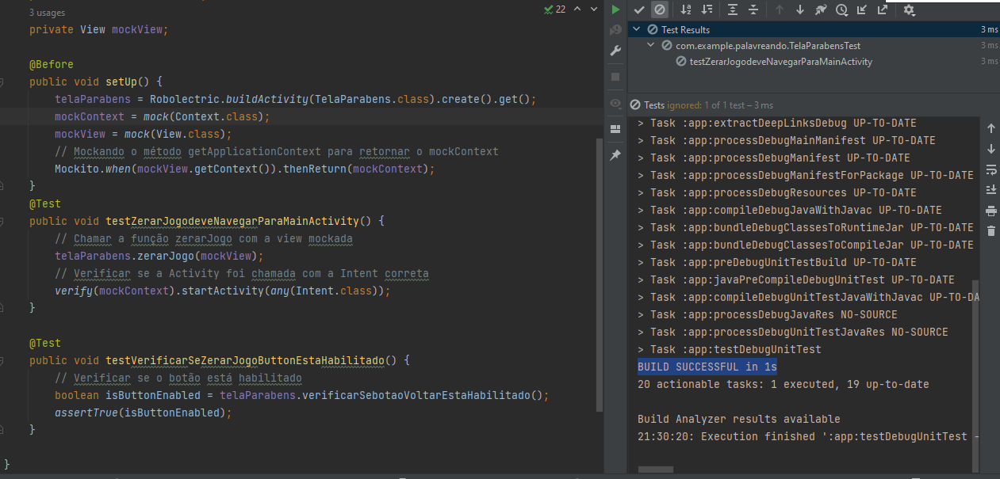 3 usages
22
private View mockView;
@Before
public void setUp() {
telaParabens = Robolectric.buildActivity(TelaParabens.class).create().get();
mockContext = mock(Context.class);
mockView = mock(View.class);
// Mockando o método getApplicationContext para retornar o mockContext
Mockito.when(mockView.getContext()).thenReturn(mockContext);
}
@Test
public void testZerarJogodeveNavegarParaMainActivity() {
// Chamar a função zerarJogo com a view mockada
telaParabens.zerarJogo(mockView);
// Verificar se a Activity foi chamada com a Intent correta
verify(mockContext).startActivity(any(Intent.class));
}
@Test
public void testVerificarSeZerarJogoButtonEstaHabilitado() {
// Verificar se o botão está habilitado
boolean isButtonEnabled = telaParabens.verificarSebotaoVoltarEstaHabilitado();
assertTrue(isButtonEnabled);
}
}
Test Results 3 ms
com.example.palavreando.TelaParabensTest 3 ms
testZerarJogodeveNavegarParaMainActivity 3 ms
Tests ignored: 1 of 1 test – 3 ms
> Task :app:extractDeepLinksDebug UP-TO-DATE
> Task :app:processDebugMainManifest UP-TO-DATE
> Task :app:processDebugManifest UP-TO-DATE
> Task :app:processDebugManifestForPackage UP-TO-DATE
> Task :app:processDebugResources UP-TO-DATE
> Task :app:compileDebugJavaWithJavac UP-TO-DATE
> Task :app:bundleDebugClassesToRuntimeJar UP-TO-DATE
> Task :app:bundleDebugClassesToCompileJar UP-TO-DATE
> Task :app:preDebugUnitTestBuild UP-TO-DATE
> Task :app:javaPreCompileDebugUnitTest UP-TO-DATE
> Task :app:compileDebugUnitTestJavaWithJavac UP-TO-DA
> Task :app:processDebugJavaRes NO-SOURCE
> Task :app:processDebugUnitTestJavaRes NO-SOURCE
> Task :app:testDebugUnitTest
BUILD SUCCESSFUL in 1s
20 actionable tasks: 1 executed, 19 up-to-date
Build Analyzer results available
21:30:20: Execution finished ':app:testDebugUnitTest -